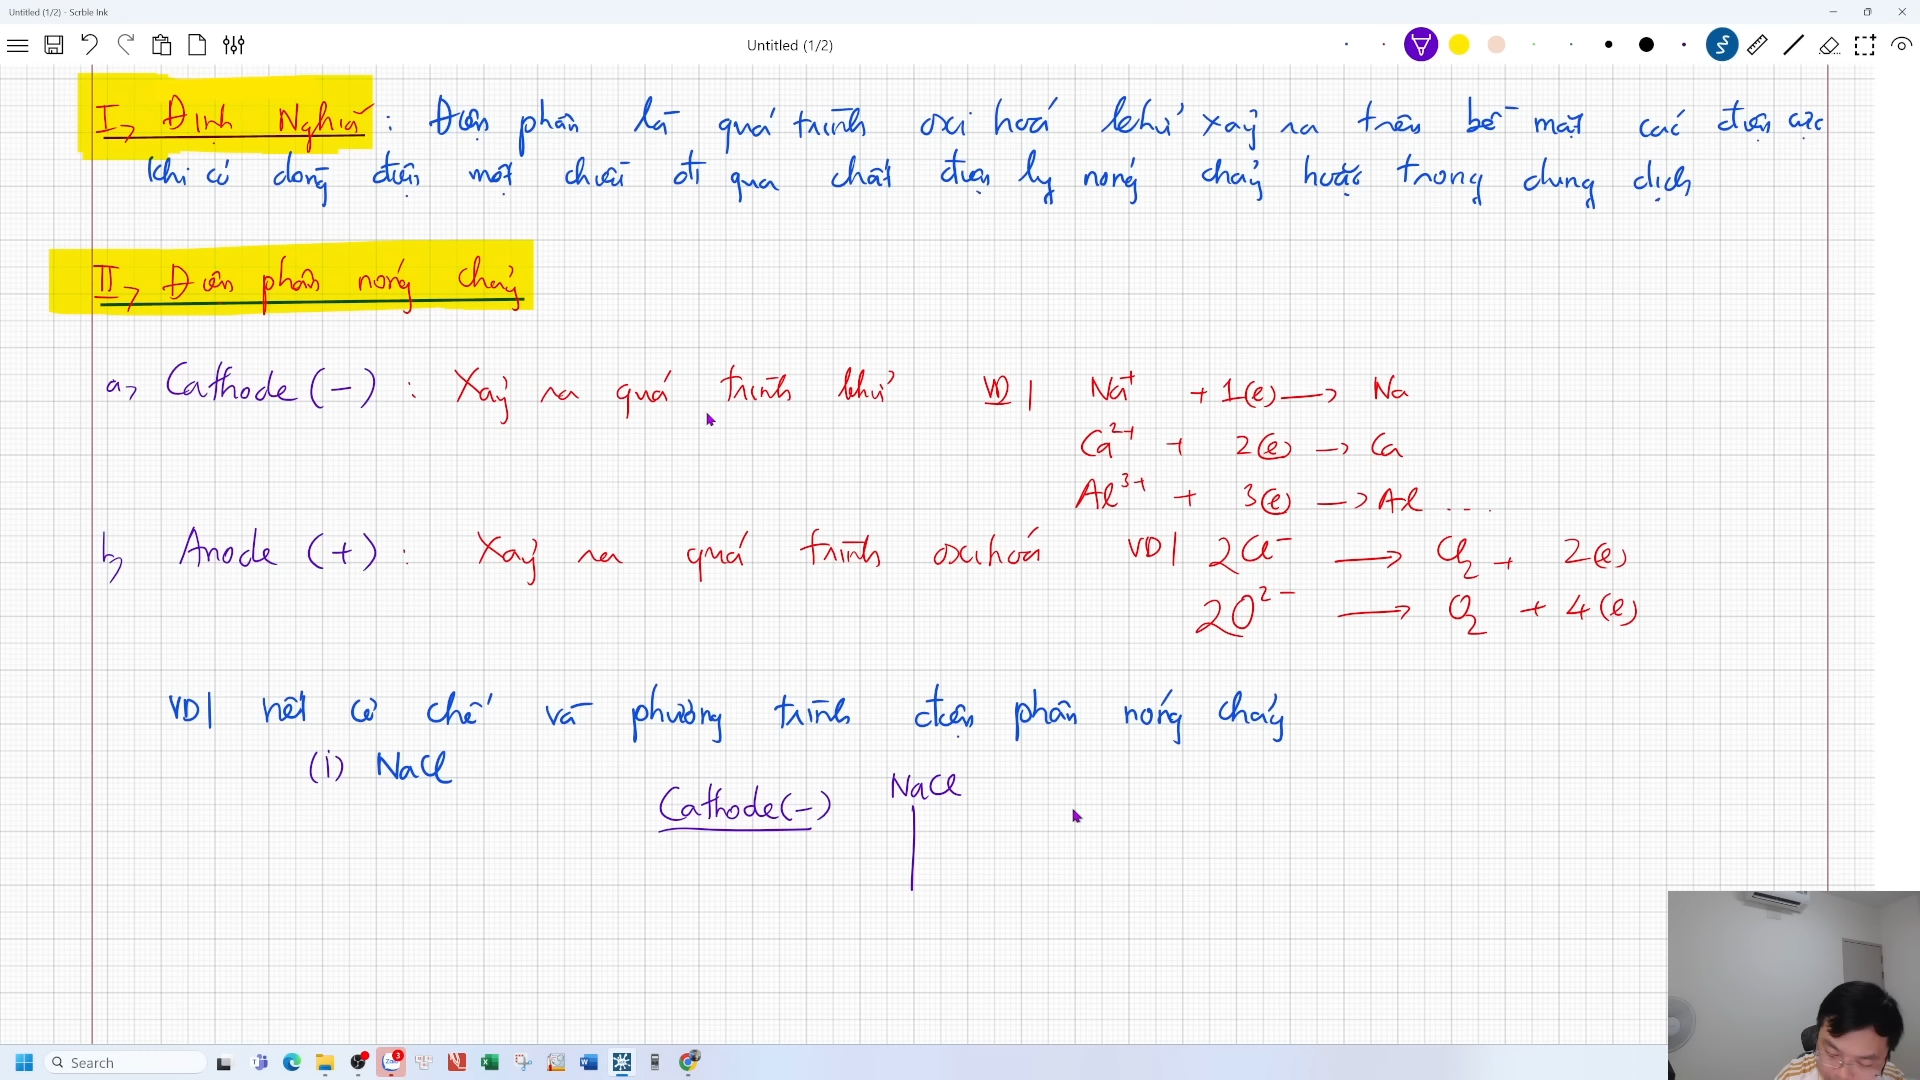 Untitled (1/2) - Scrble Ink
Untitled (1/2)
I, Định Nghĩa : Điện phân là quá trình oxi hoá khử xảy ra trên bề mặt các điện cực
khi có dòng điện một chiều đi qua chất điện ly nóng chảy hoặc trong dung dịch
II, Điện phân nóng chảy
a, Cathode (-) : Xảy ra quá trình khử VD| Na+ + 1(e) → Na
Ca2+ + 2(e) → Ca
Al3+ + 3(e) → Al ...
b, Anode (+) : Xảy ra quá trình oxihoá VD| 2Cl- → Cl2 + 2(e)
2O2- → O2 + 4(e)
VD| viết cơ chế và phương trình điện phân nóng chảy
(i) NaCl
Cathode(-) NaCl
Search
3